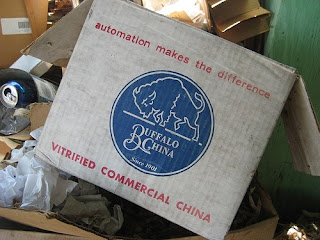 automation makes the difference
BUFFALO
CHINA
Since 1901
VITRIFIED COMMERCIAL CHINA